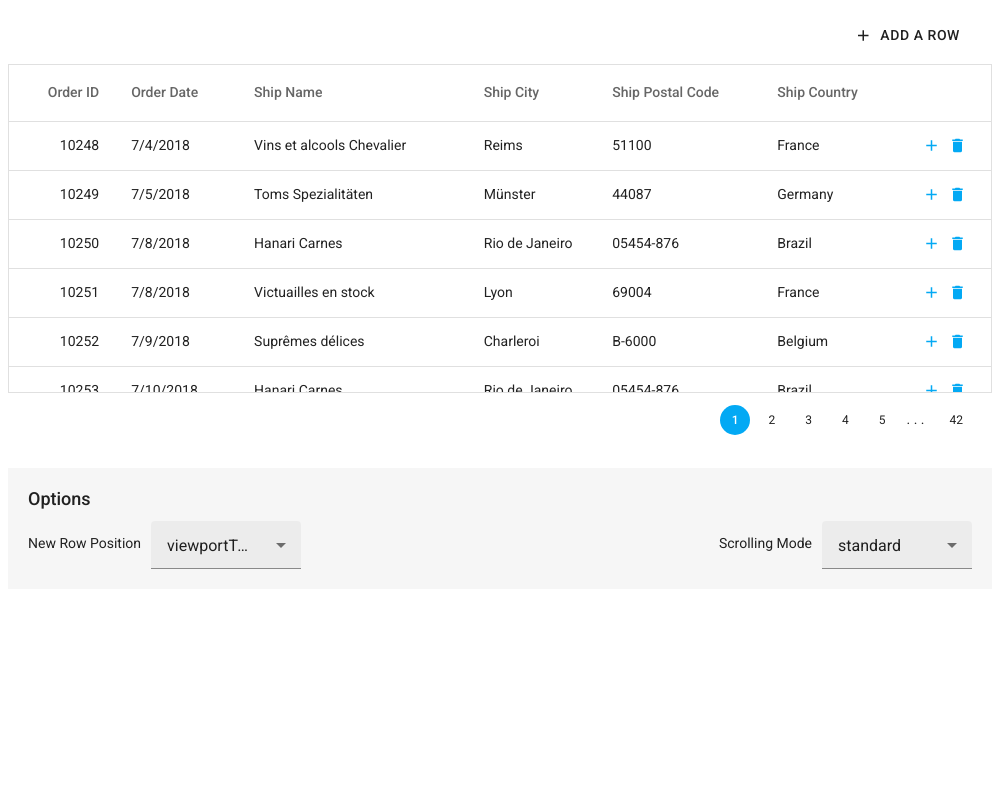 ADD A ROW
Order ID Order Date Ship Name Ship City Ship Postal Code Ship Country
10248 7/4/2018 Vins et alcools Chevalier Reims 51100 France
10249 7/5/2018 Toms Spezialitäten Münster 44087 Germany
10250 7/8/2018 Hanari Carnes Rio de Janeiro 05454-876 Brazil
10251 7/8/2018 Victuailles en stock Lyon 69004 France
10252 7/9/2018 Suprêmes délices Charleroi B-6000 Belgium
10253 7/10/2018 Hanari Carnes Rio de Janeiro 05454-876 Brazil
1 2 3 4 5 . . . 42
Options
New Row Position viewportT... Scrolling Mode standard